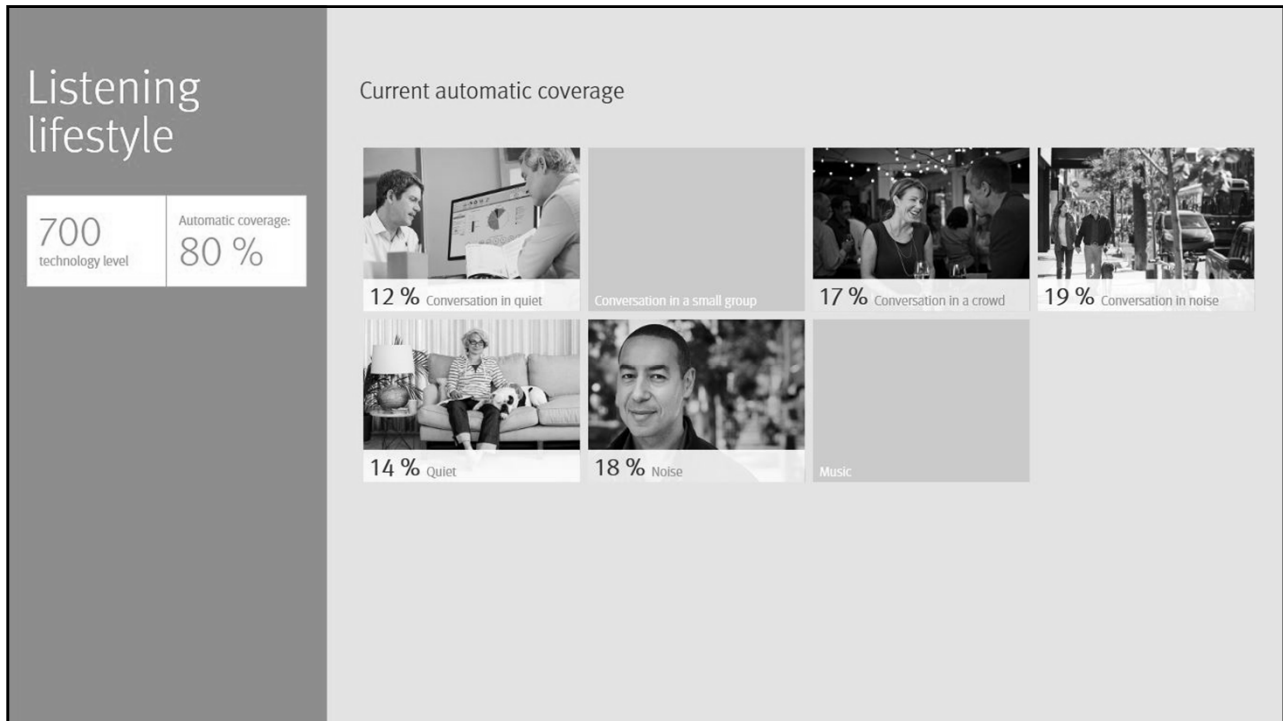 Listening
lifestyle
700
technology level
Automatic coverage:
80 %
Current automatic coverage
12 % Conversation in quiet
Conversation in a small group
17 % Conversation in a crowd
19 % Conversation in noise
14 % Quiet
18 % Noise
Music